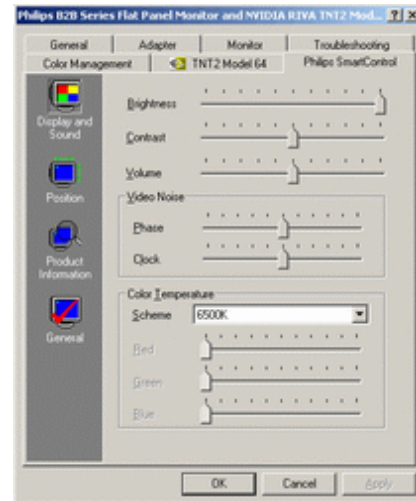 Philips 82B Series Flat Panel Monitor and NVIDIA RIVA TNT2 Mod...
General Adapter Monitor Troubleshooting
Color Management TNT2 Model 64 Philips SmartControl
Display and
Sound
Position
Product
Information
General
Brightness
Contrast
Volume
Video Noise
Phase
Clock
Color Temperature
Scheme 6500K
Red
Green
Blue
OK Cancel Apply